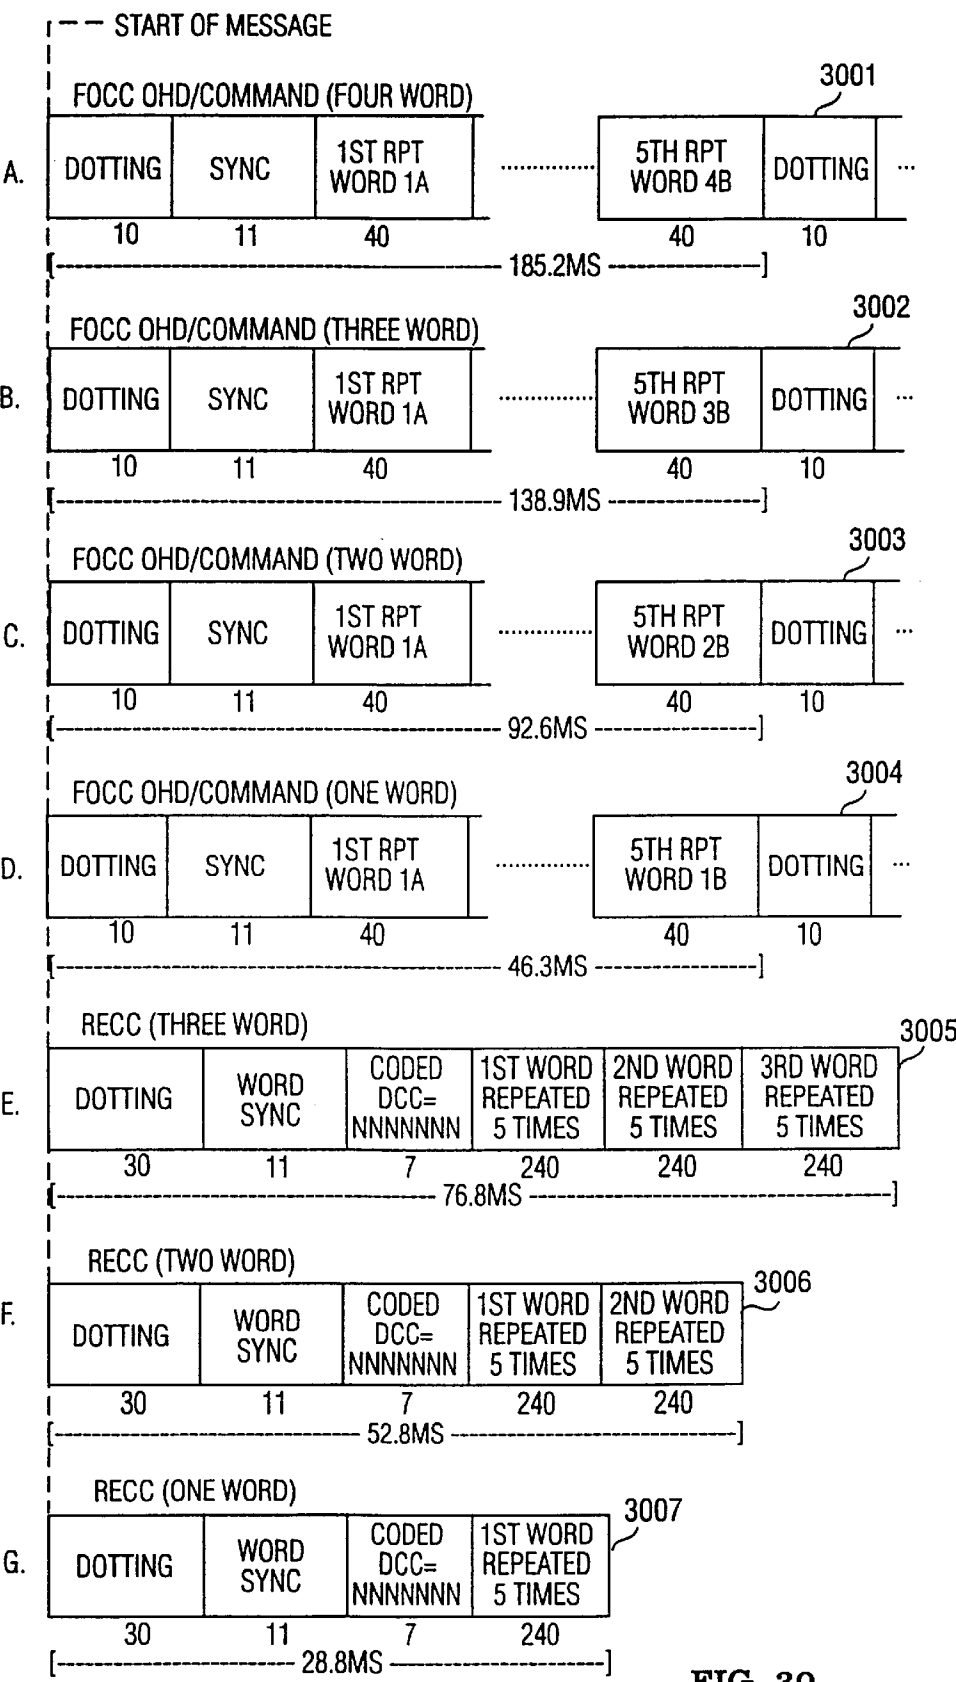 START OF MESSAGE
3001
FOCC OHD/COMMAND (FOUR WORD)
A.
DOTTING SYNC 1ST RPT WORD 1A 5TH RPT WORD 4B DOTTING ...
10 11 40 40 10
185.2MS
3002
FOCC OHD/COMMAND (THREE WORD)
B.
DOTTING SYNC 1ST RPT WORD 1A 5TH RPT WORD 3B DOTTING ...
10 11 40 40 10
138.9MS
3003
FOCC OHD/COMMAND (TWO WORD)
C.
DOTTING SYNC 1ST RPT WORD 1A 5TH RPT WORD 2B DOTTING ...
10 11 40 40 10
92.6MS
3004
FOCC OHD/COMMAND (ONE WORD)
D.
DOTTING SYNC 1ST RPT WORD 1A 5TH RPT WORD 1B DOTTING ...
10 11 40 40 10
46.3MS
RECC (THREE WORD)
3005
E.
DOTTING WORD SYNC CODED DCC= NNNNNNN 1ST WORD REPEATED 5 TIMES 2ND WORD REPEATED 5 TIMES 3RD WORD REPEATED 5 TIMES
30 11 7 240 240 240
76.8MS
RECC (TWO WORD)
3006
F.
DOTTING WORD SYNC CODED DCC= NNNNNNN 1ST WORD REPEATED 5 TIMES 2ND WORD REPEATED 5 TIMES
30 11 7 240 240
52.8MS
RECC (ONE WORD)
3007
G.
DOTTING WORD SYNC CODED DCC= NNNNNNN 1ST WORD REPEATED 5 TIMES
30 11 7 240
28.8MS